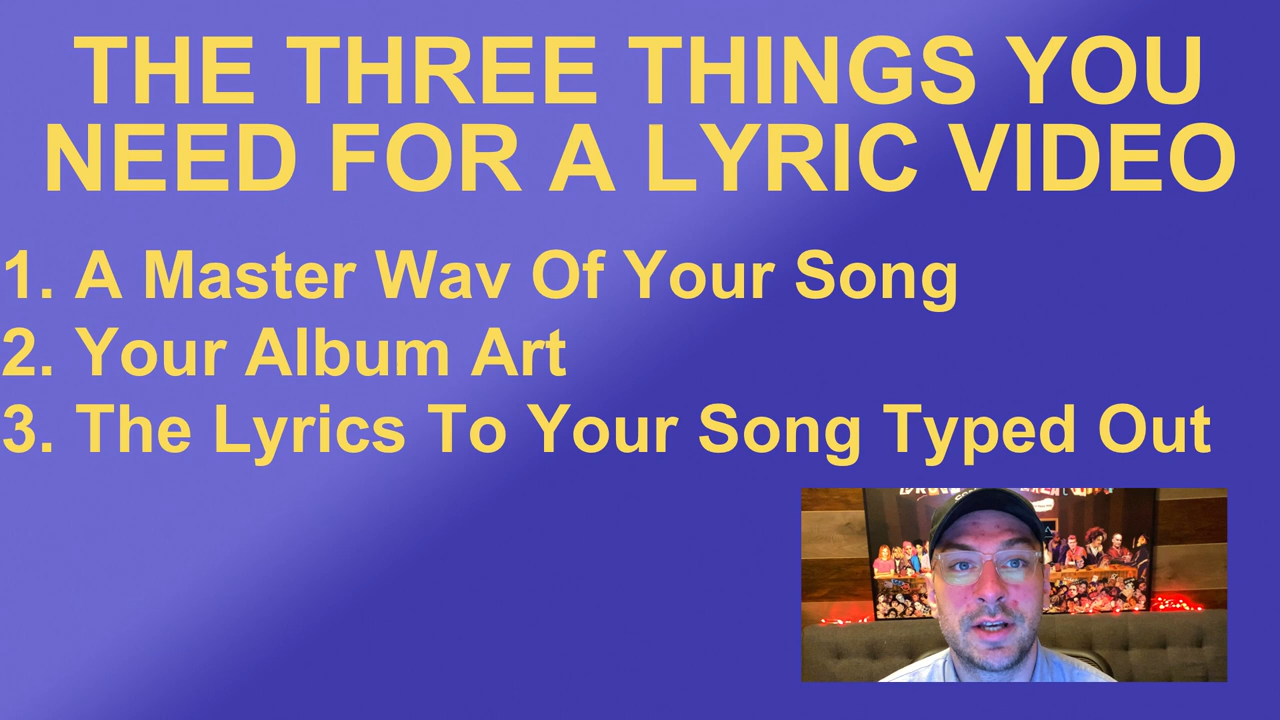 THE THREE THINGS YOU
NEED FOR A LYRIC VIDEO
1. A Master Wav Of Your Song
2. Your Album Art
3. The Lyrics To Your Song Typed Out